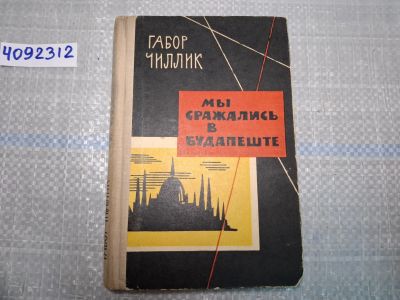 4092312
ГАБОР
ЧИЛЛИК
МЫ
СРАЖАЛИСЬ
В
БУДАПЕШТЕ